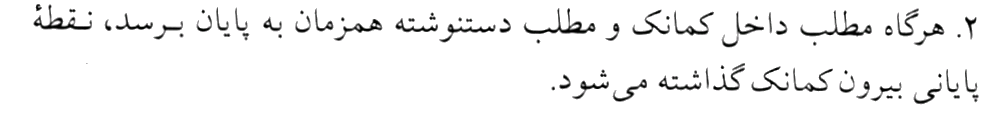 ۲. هرگاه مطلب داخل کمانک و مطلب دستنوشته همزمان به پایان برسد، نقطهٔ
پایانی بیرون کمانک گذاشته می‌شود.